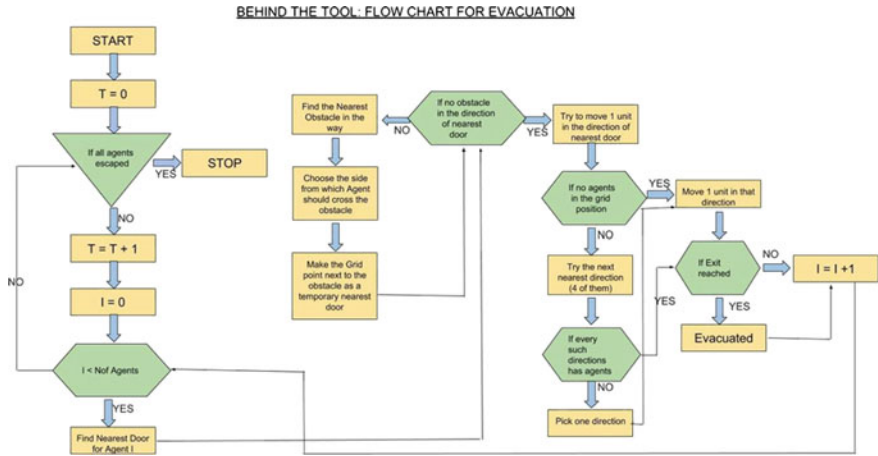 BEHIND THE TOOL: FLOW CHART FOR EVACUATION
START
T = 0
If all agents
escaped
YES
STOP
NO
T = T + 1
I = 0
NO
I < Nof Agents
YES
Find Nearest Door
for Agent I
Find the Nearest
Obstacle in the
way
Choose the side
from which Agent
should cross the
obstacle
Make the Grid
point next to the
obstacle as a
temporary nearest
door
NO
If no obstacle
in the direction
of nearest
door
YES
Try to move 1 unit
in the direction of
nearest door
If no agents
in the grid
position
YES
Move 1 unit in that
direction
NO
Try the next
nearest direction
(4 of them)
If every
such
directions
has agents
YES
NO
Pick one direction
If Exit
reached
NO
I = I +1
YES
Evacuated